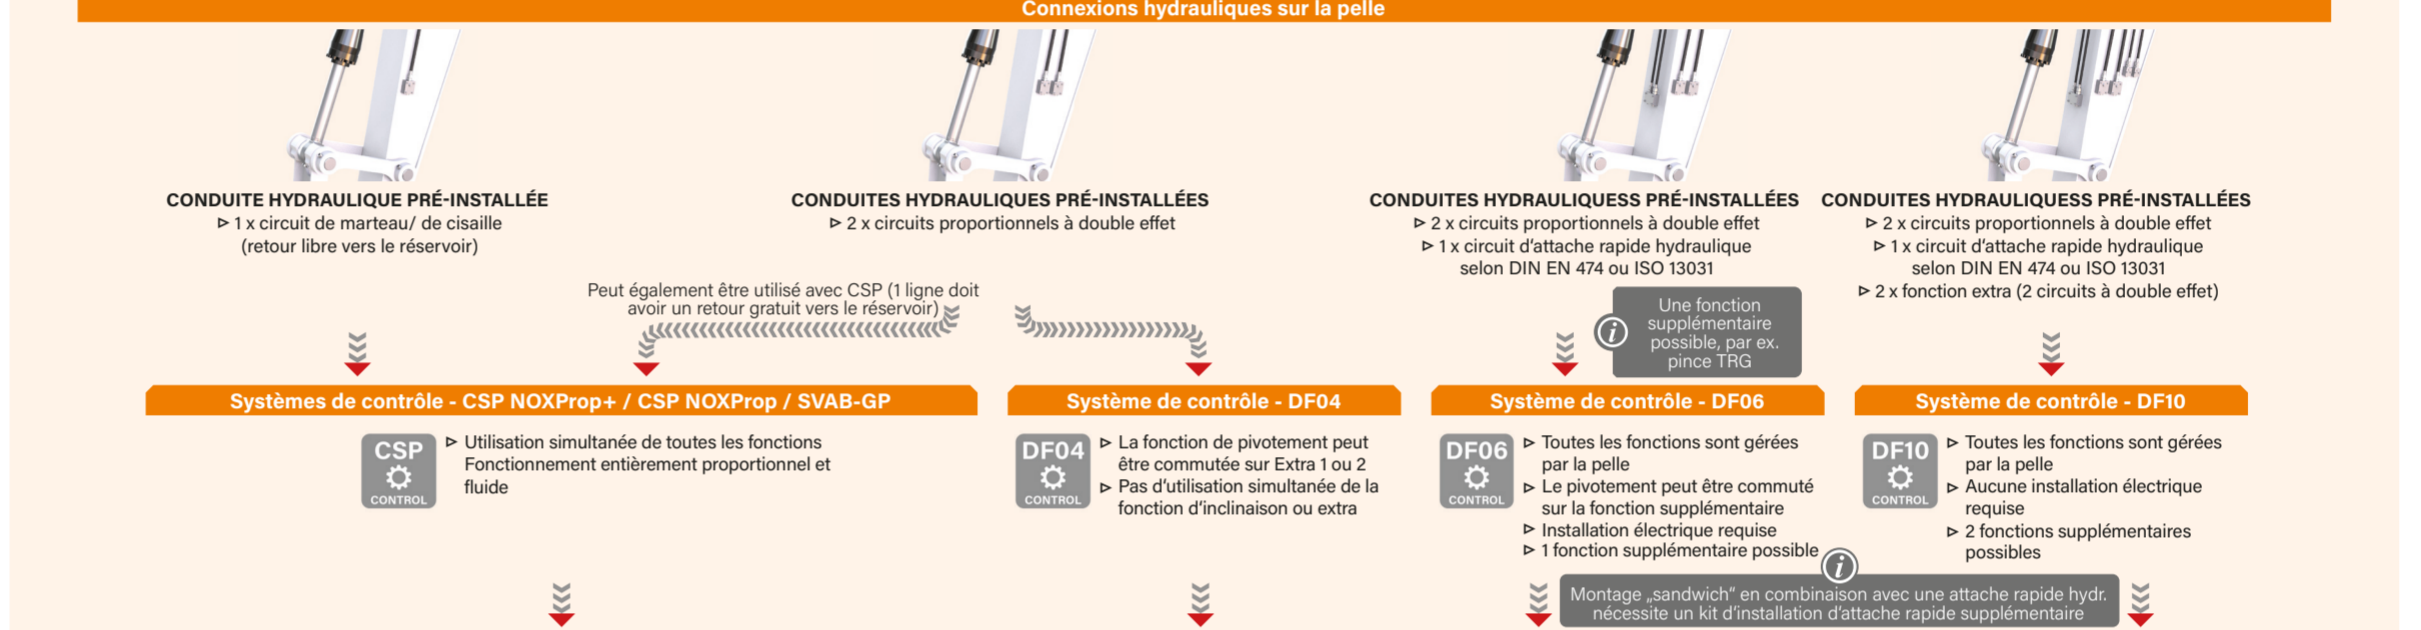 Connexions hydrauliques sur la pelle
CONDUITE HYDRAULIQUE PRÉ-INSTALLÉE
⊳ 1 x circuit de marteau/ de cisaille
(retour libre vers le réservoir)
CONDUITES HYDRAULIQUES PRÉ-INSTALLÉES
⊳ 2 x circuits proportionnels à double effet
CONDUITES HYDRAULIQUESS PRÉ-INSTALLÉES
⊳ 2 x circuits proportionnels à double effet
⊳ 1 x circuit d'attache rapide hydraulique
selon DIN EN 474 ou ISO 13031
CONDUITES HYDRAULIQUESS PRÉ-INSTALLÉES
⊳ 2 x circuits proportionnels à double effet
⊳ 1 x circuit d'attache rapide hydraulique
selon DIN EN 474 ou ISO 13031
⊳ 2 x fonction extra (2 circuits à double effet)
Peut également être utilisé avec CSP (1 ligne doit
avoir un retour gratuit vers le réservoir)
i
Une fonction
supplémentaire
possible, par ex.
pince TRG
Systèmes de contrôle - CSP NOXProp+ / CSP NOXProp / SVAB-GP
CSP
CONTROL
⊳ Utilisation simultanée de toutes les fonctions
Fonctionnement entièrement proportionnel et
fluide
Système de contrôle - DF04
DF04
CONTROL
⊳ La fonction de pivotement peut
être commutée sur Extra 1 ou 2
⊳ Pas d'utilisation simultanée de la
fonction d'inclinaison ou extra
Système de contrôle - DF06
DF06
CONTROL
⊳ Toutes les fonctions sont gérées
par la pelle
⊳ Le pivotement peut être commuté
sur la fonction supplémentaire
⊳ Installation électrique requise
⊳ 1 fonction supplémentaire possible
Système de contrôle - DF10
DF10
CONTROL
⊳ Toutes les fonctions sont gérées
par la pelle
⊳ Aucune installation électrique
requise
⊳ 2 fonctions supplémentaires
possibles
i
Montage „sandwich" en combinaison avec une attache rapide hydr.
nécessite un kit d'installation d'attache rapide supplémentaire